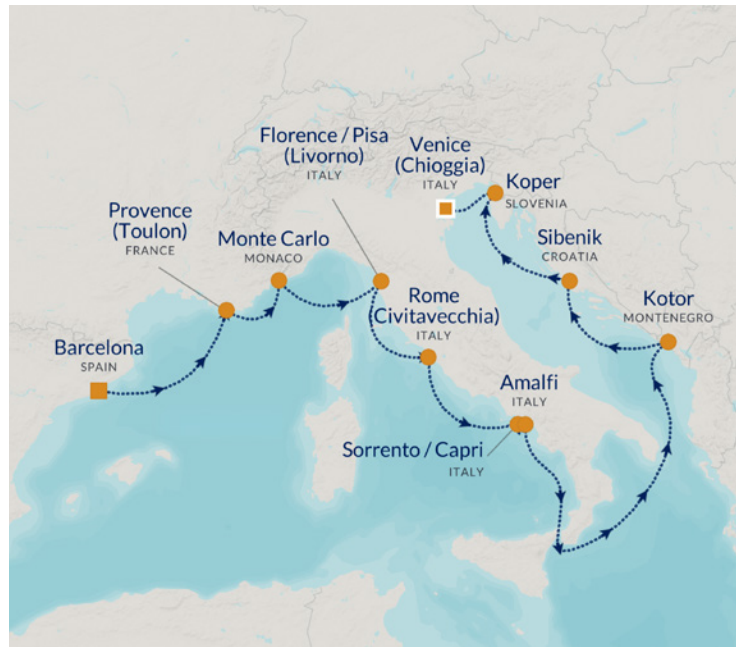 Florence / Pisa
(Livorno)
ITALY
Venice
(Chioggia)
ITALY
Koper
SLOVENIA
Provence
(Toulon)
FRANCE
Monte Carlo
MONACO
Sibenik
CROATIA
Rome
(Civitavecchia)
ITALY
Kotor
MONTENEGRO
Barcelona
SPAIN
Amalfi
ITALY
Sorrento / Capri
ITALY